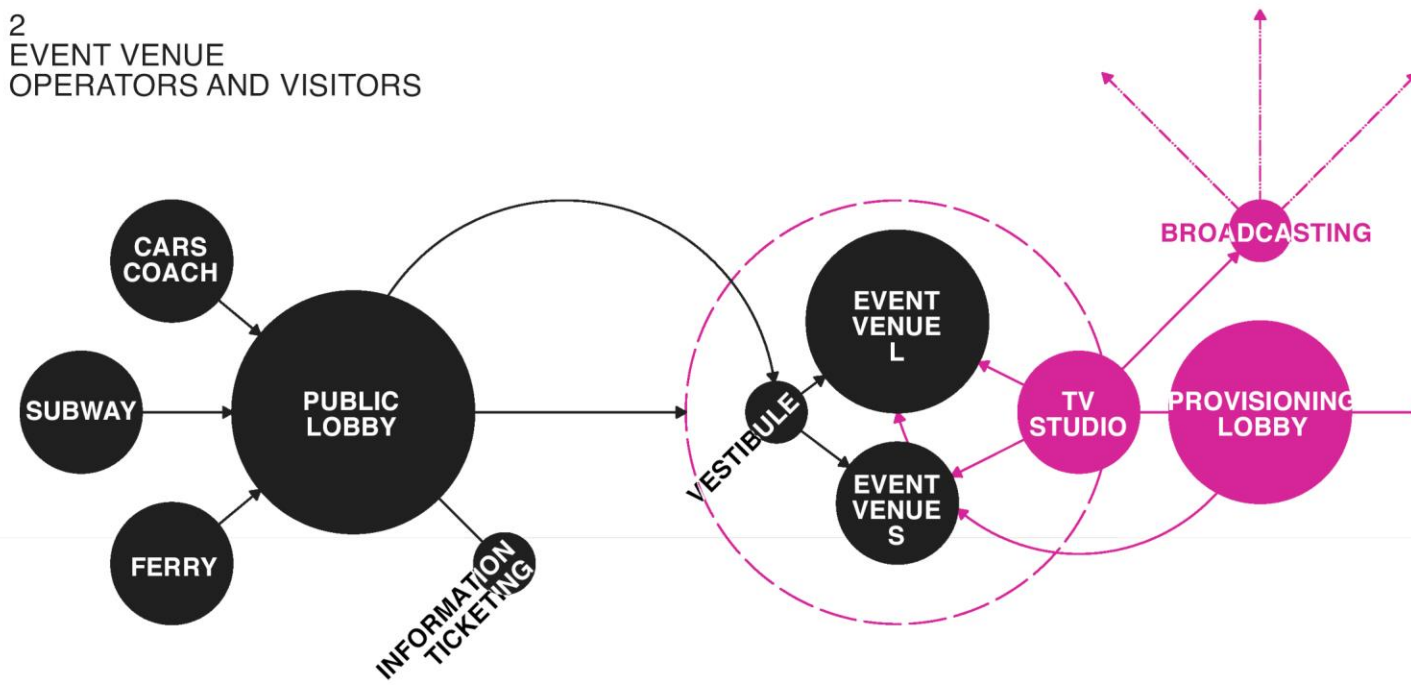 2
EVENT VENUE
OPERATORS AND VISITORS
CARS
COACH
SUBWAY
FERRY
PUBLIC
LOBBY
INFORMATION
TICKETING
VESTIBULE
EVENT
VENUE
L
EVENT
VENUE
S
TV
STUDIO
BROADCASTING
PROVISIONING
LOBBY